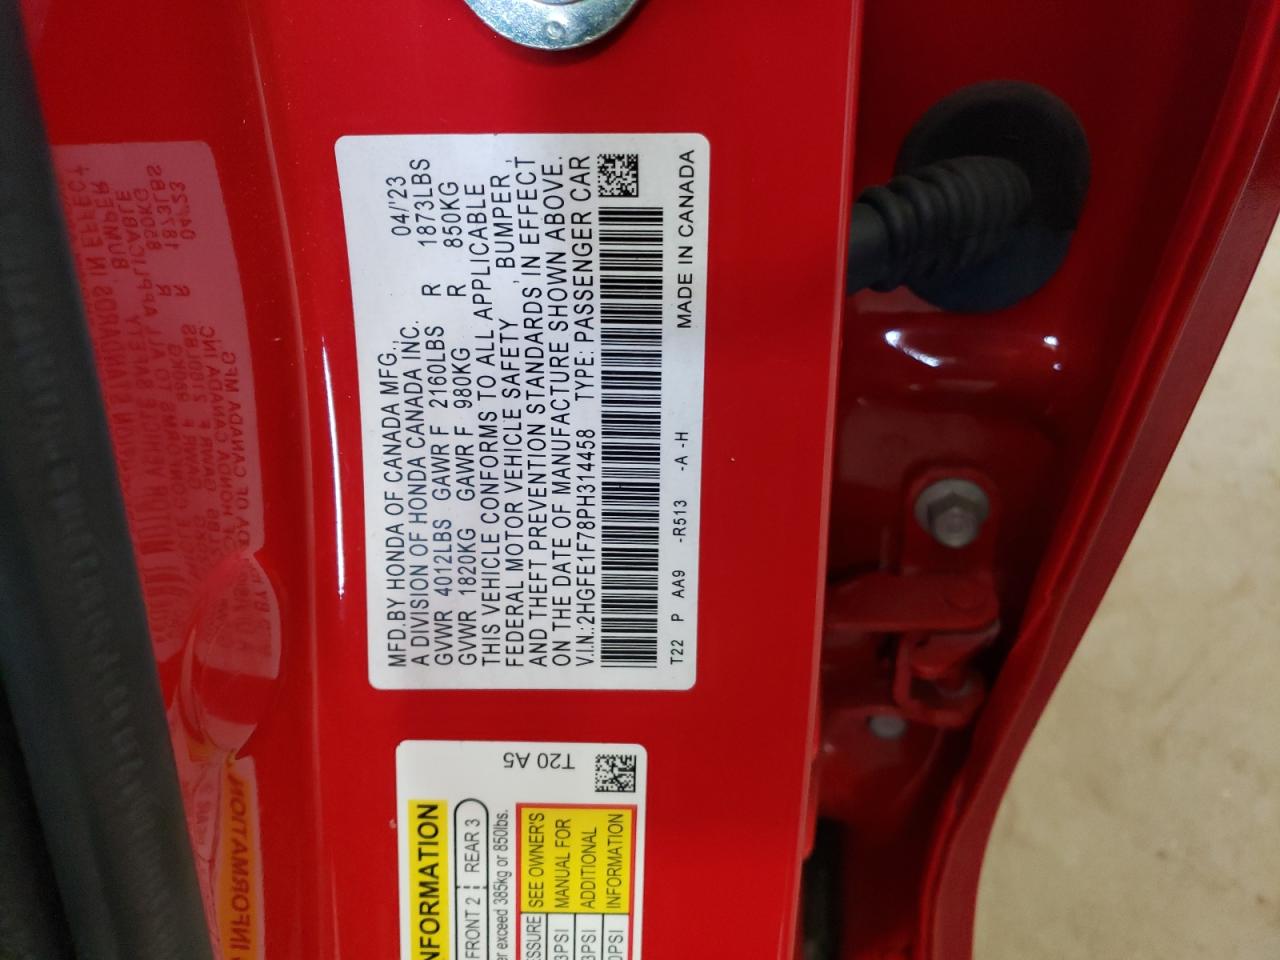 MFD.BY HONDA OF CANADA MFG., 04/'23
A DIVISION OF HONDA CANADA INC.
GVWR 4012LBS GAWR F 2160LBS R 1873LBS
GVWR 1820KG GAWR F 980KG R 850KG
THIS VEHICLE CONFORMS TO ALL APPLICABLE
FEDERAL MOTOR VEHICLE SAFETY , BUMPER,
AND THEFT PREVENTION STANDARDS, IN EFFECT
ON THE DATE OF MANUFACTURE SHOWN ABOVE.
V.I.N.:2HGFE1F78PH314458 TYPE: PASSENGER CAR
T22 P AA9 -R513 -A -H MADE IN CANADA
T20 A5
NFORMATION
FRONT 2 REAR 3
exceed 385kg or 850lbs.
SEE OWNER'S
MANUAL FOR
ADDITIONAL
INFORMATION